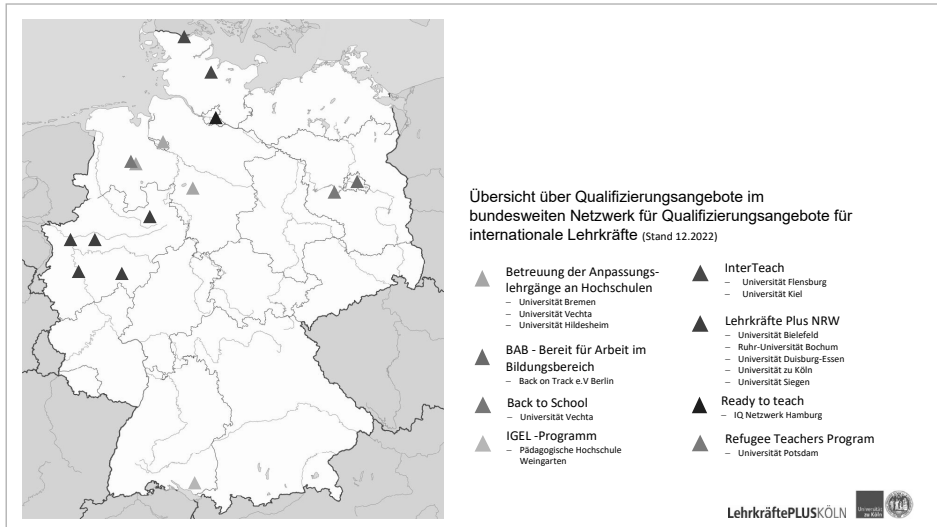 Übersicht über Qualifizierungsangebote im
bundesweiten Netzwerk für Qualifizierungsangebote für
internationale Lehrkräfte (Stand 12.2022)
Betreuung der Anpassungs-
lehrgänge an Hochschulen
– Universität Bremen
– Universität Vechta
– Universität Hildesheim
BAB - Bereit für Arbeit im
Bildungsbereich
– Back on Track e.V Berlin
Back to School
– Universität Vechta
IGEL -Programm
– Pädagogische Hochschule
Weingarten
InterTeach
– Universität Flensburg
– Universität Kiel
Lehrkräfte Plus NRW
– Universität Bielefeld
– Ruhr-Universität Bochum
– Universität Duisburg-Essen
– Universität zu Köln
– Universität Siegen
Ready to teach
– IQ Netzwerk Hamburg
Refugee Teachers Program
– Universität Potsdam
LehrkräftePLUSKÖLN
Universität
zu Köln